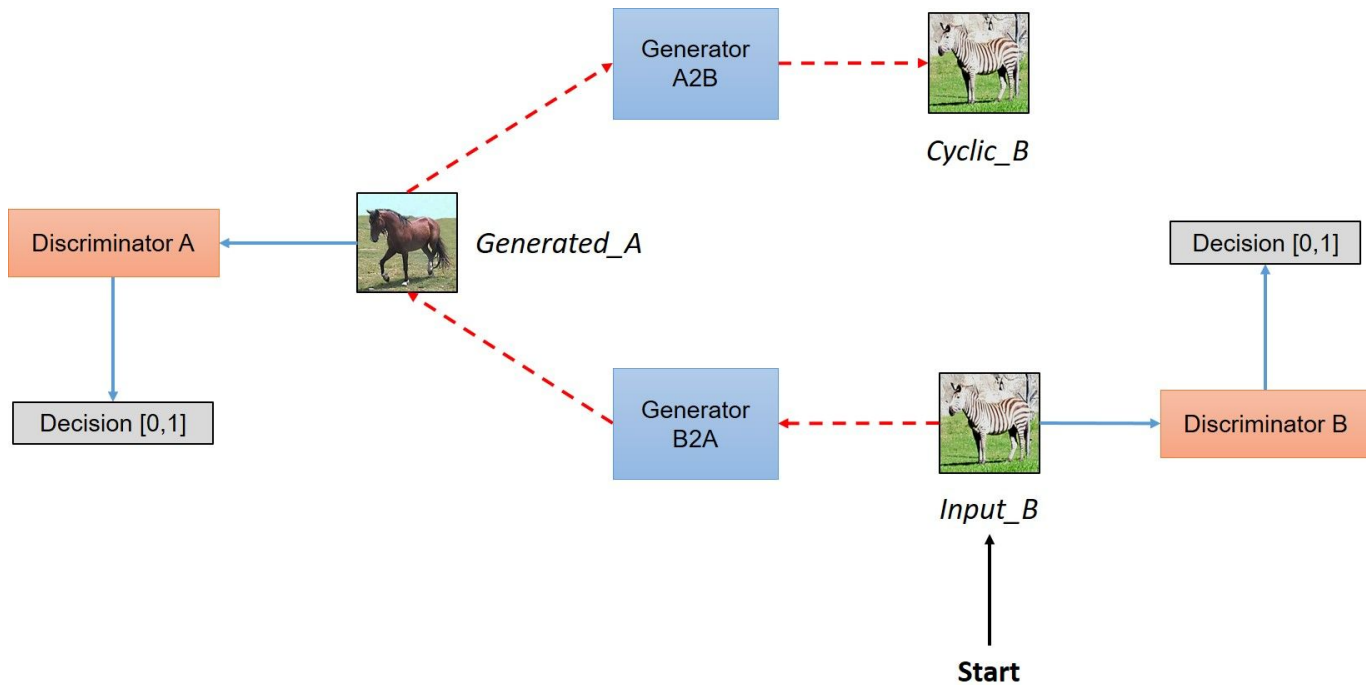 Generator
A2B
Cyclic_B
Discriminator A
Generated_A
Decision [0,1]
Decision [0,1]
Generator
B2A
Discriminator B
Input_B
Start